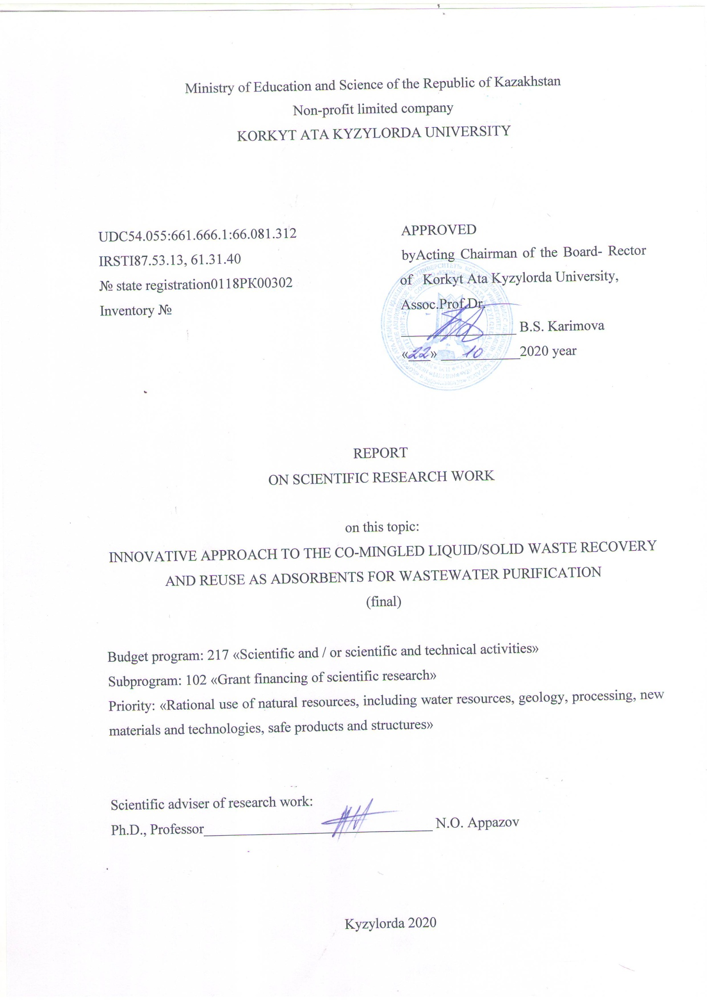 Ministry of Education and Science of the Republic of Kazakhstan
Non-profit limited company
KORKYT ATA KYZYLORDA UNIVERSITY
UDC54.055:661.666.1:66.081.312
IRSTI87.53.13, 61.31.40
№ state registration0118РК00302
Inventory №
APPROVED
byActing Chairman of the Board- Rector
of Korkyt Ata Kyzylorda University,
Assoc.Prof.Dr.
B.S. Karimova
«22» 10 2020 year
REPORT
ON SCIENTIFIC RESEARCH WORK
on this topic:
INNOVATIVE APPROACH TO THE CO-MINGLED LIQUID/SOLID WASTE RECOVERY
AND REUSE AS ADSORBENTS FOR WASTEWATER PURIFICATION
(final)
Budget program: 217 «Scientific and / or scientific and technical activities»
Subprogram: 102 «Grant financing of scientific research»
Priority: «Rational use of natural resources, including water resources, geology, processing, new
materials and technologies, safe products and structures»
Scientific adviser of research work:
Ph.D., Professor N.O. Appazov
Kyzylorda 2020